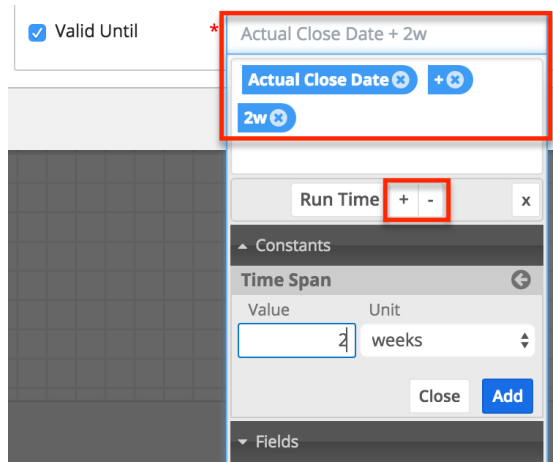 Valid Until * Actual Close Date + 2w
Actual Close Date +
2w
Run Time + - x
Constants
Time Span
Value Unit
2 weeks
Close Add
Fields